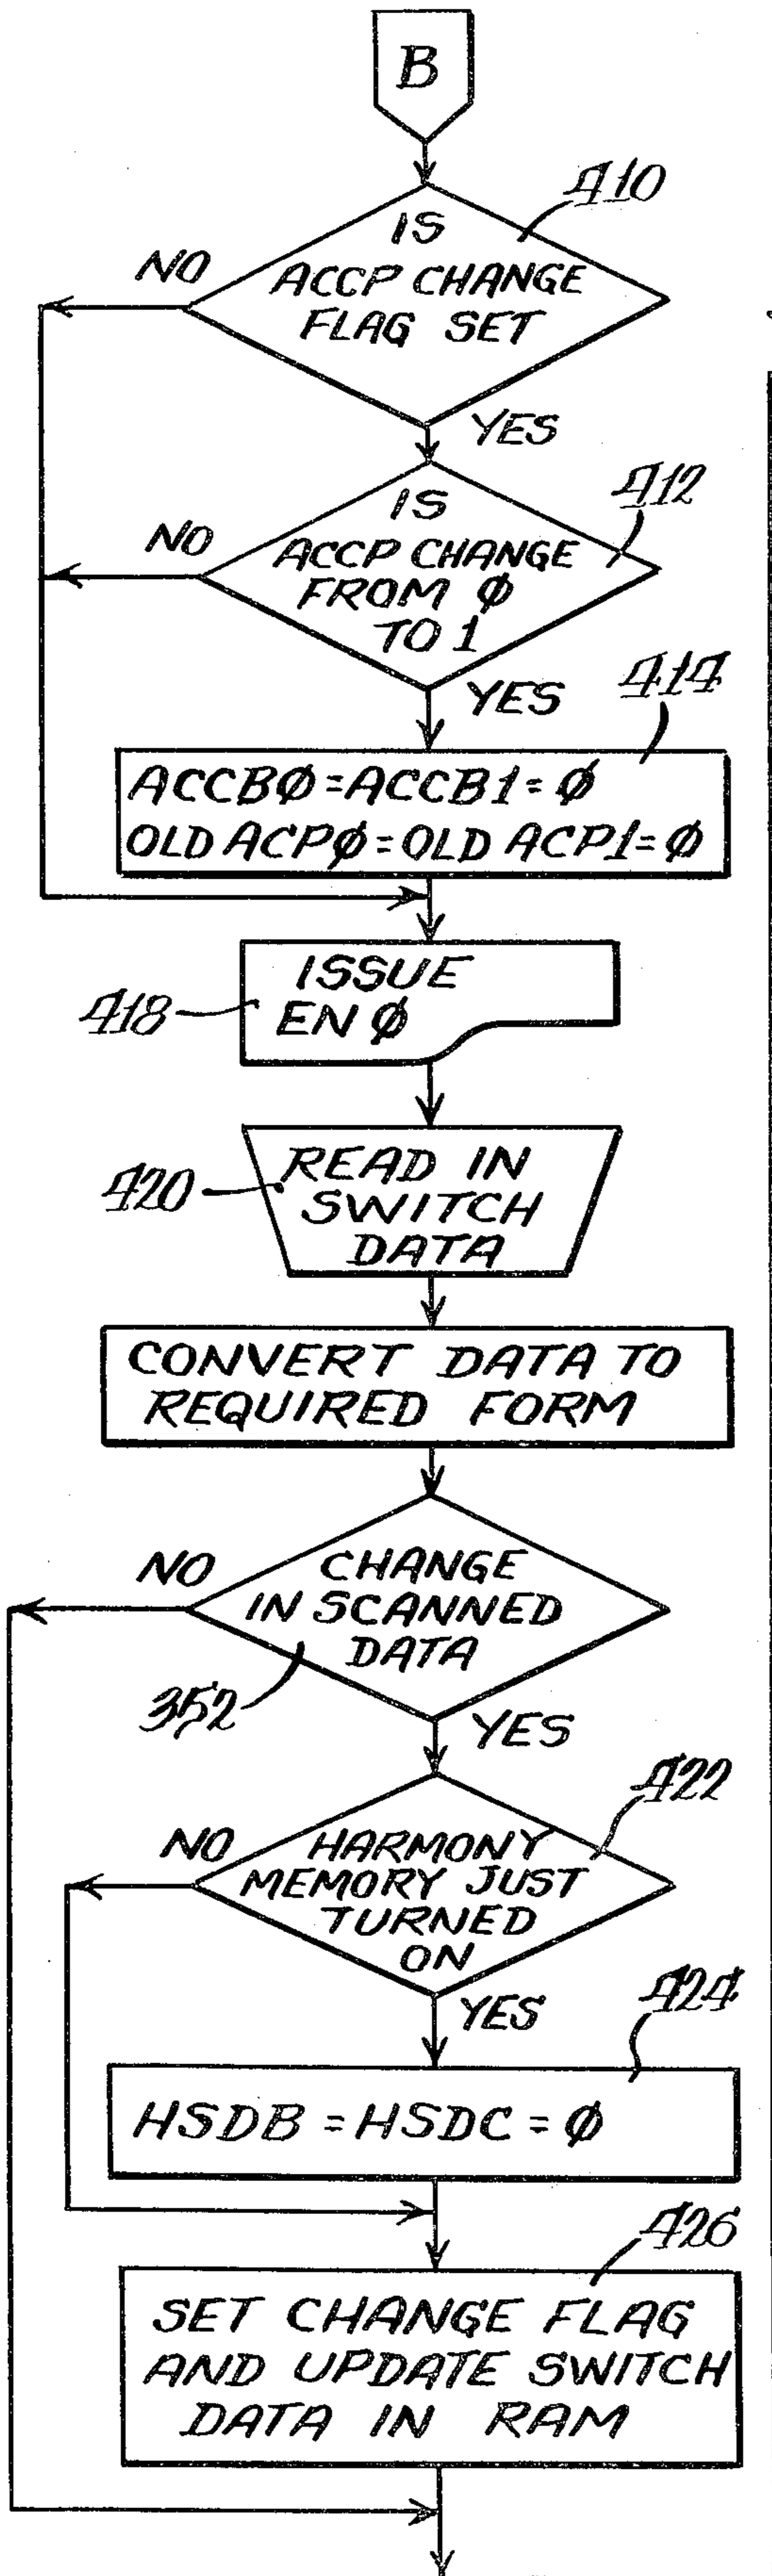 B
410
IS
ACCP CHANGE
FLAG SET
NO
YES
412
IS
ACCP CHANGE
FROM Ø
TO 1
NO
YES
414
ACCBØ = ACCB1 = Ø
OLD ACPØ = OLD ACP1 = Ø
ISSUE
EN Ø
418
READ IN
SWITCH
DATA
420
CONVERT DATA TO
REQUIRED FORM
NO
CHANGE
IN SCANNED
DATA
352
YES
422
NO
HARMONY
MEMORY JUST
TURNED
ON
YES
424
HSDB = HSDC = Ø
426
SET CHANGE FLAG
AND UPDATE SWITCH
DATA IN RAM